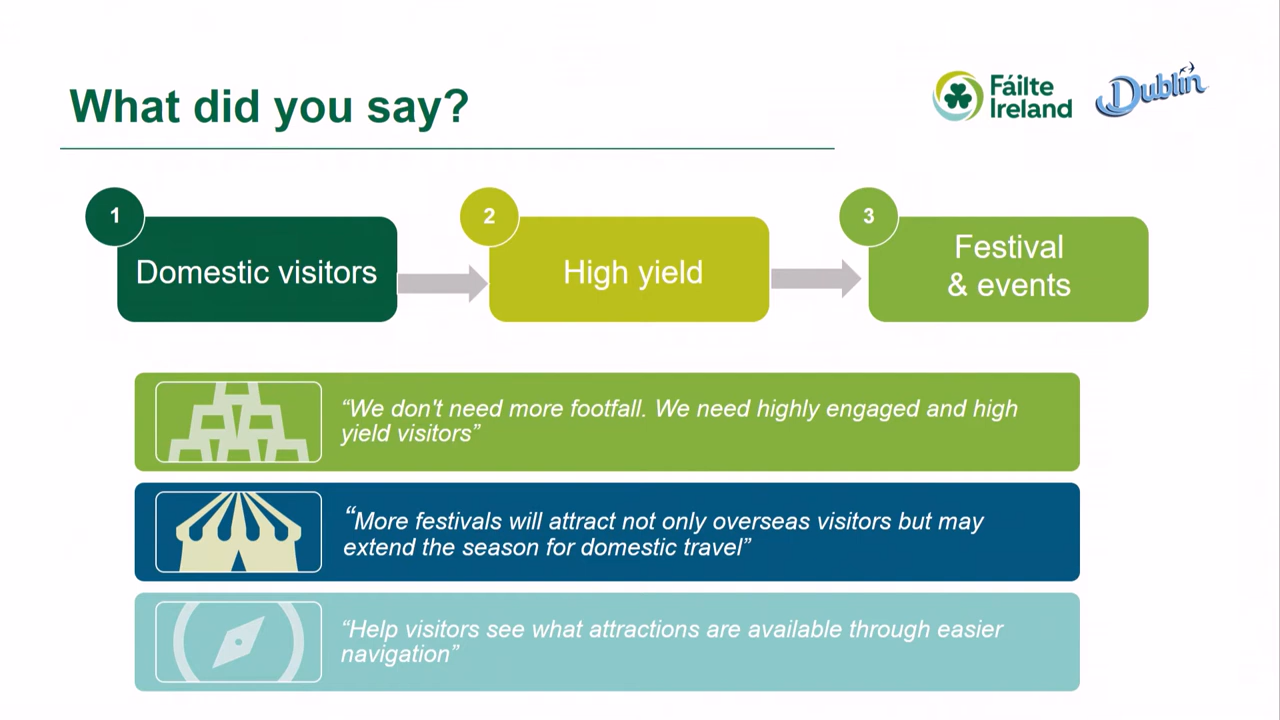 What did you say?
Fáilte
Ireland
Dublin
1
Domestic visitors
2
High yield
3
Festival
& events
“We don't need more footfall. We need highly engaged and high
yield visitors”
“More festivals will attract not only overseas visitors but may
extend the season for domestic travel”
“Help visitors see what attractions are available through easier
navigation”